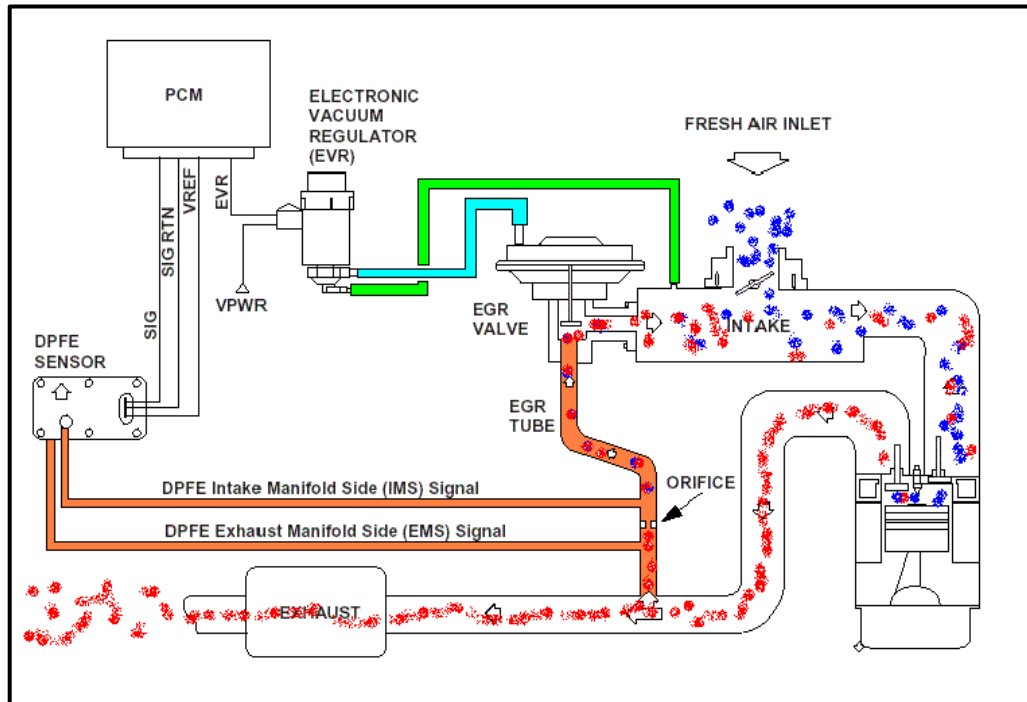 PCM
ELECTRONIC
VACUUM
REGULATOR
(EVR)
FRESH AIR INLET
SIG
SIG RTN
VREF
EVR
VPWR
DPFE
SENSOR
EGR
VALVE
INTAKE
EGR
TUBE
ORIFICE
DPFE Intake Manifold Side (IMS) Signal
DPFE Exhaust Manifold Side (EMS) Signal
EXHAUST